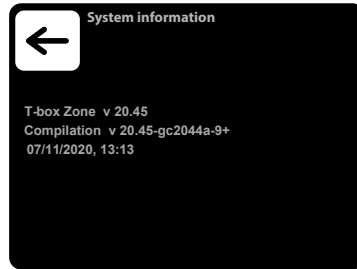 System information
T-box Zone v 20.45
Compilation v 20.45-gc2044a-9+
07/11/2020, 13:13